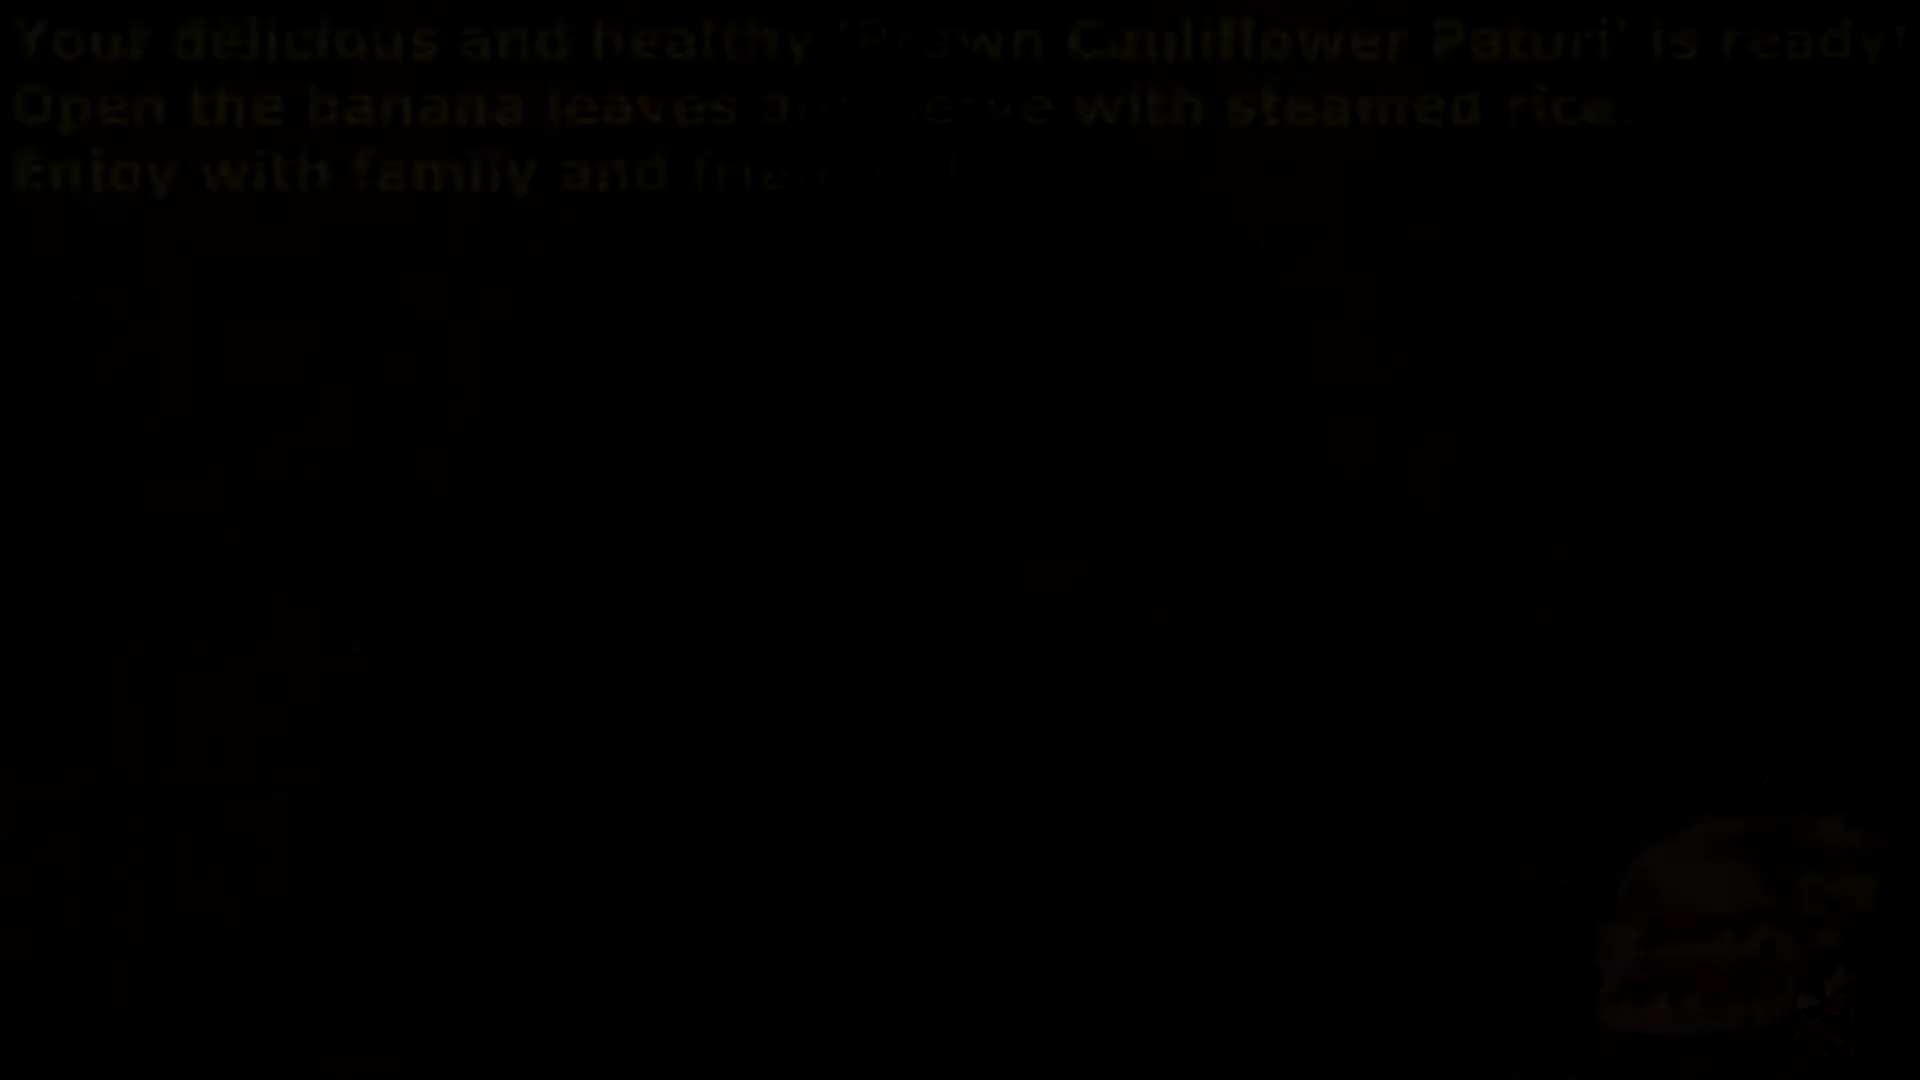 Your delicious and healthy 'Prawn Cauliflower Paturi' is ready!
Open the banana leaves and serve with steamed rice.
Enjoy with family and friends!!